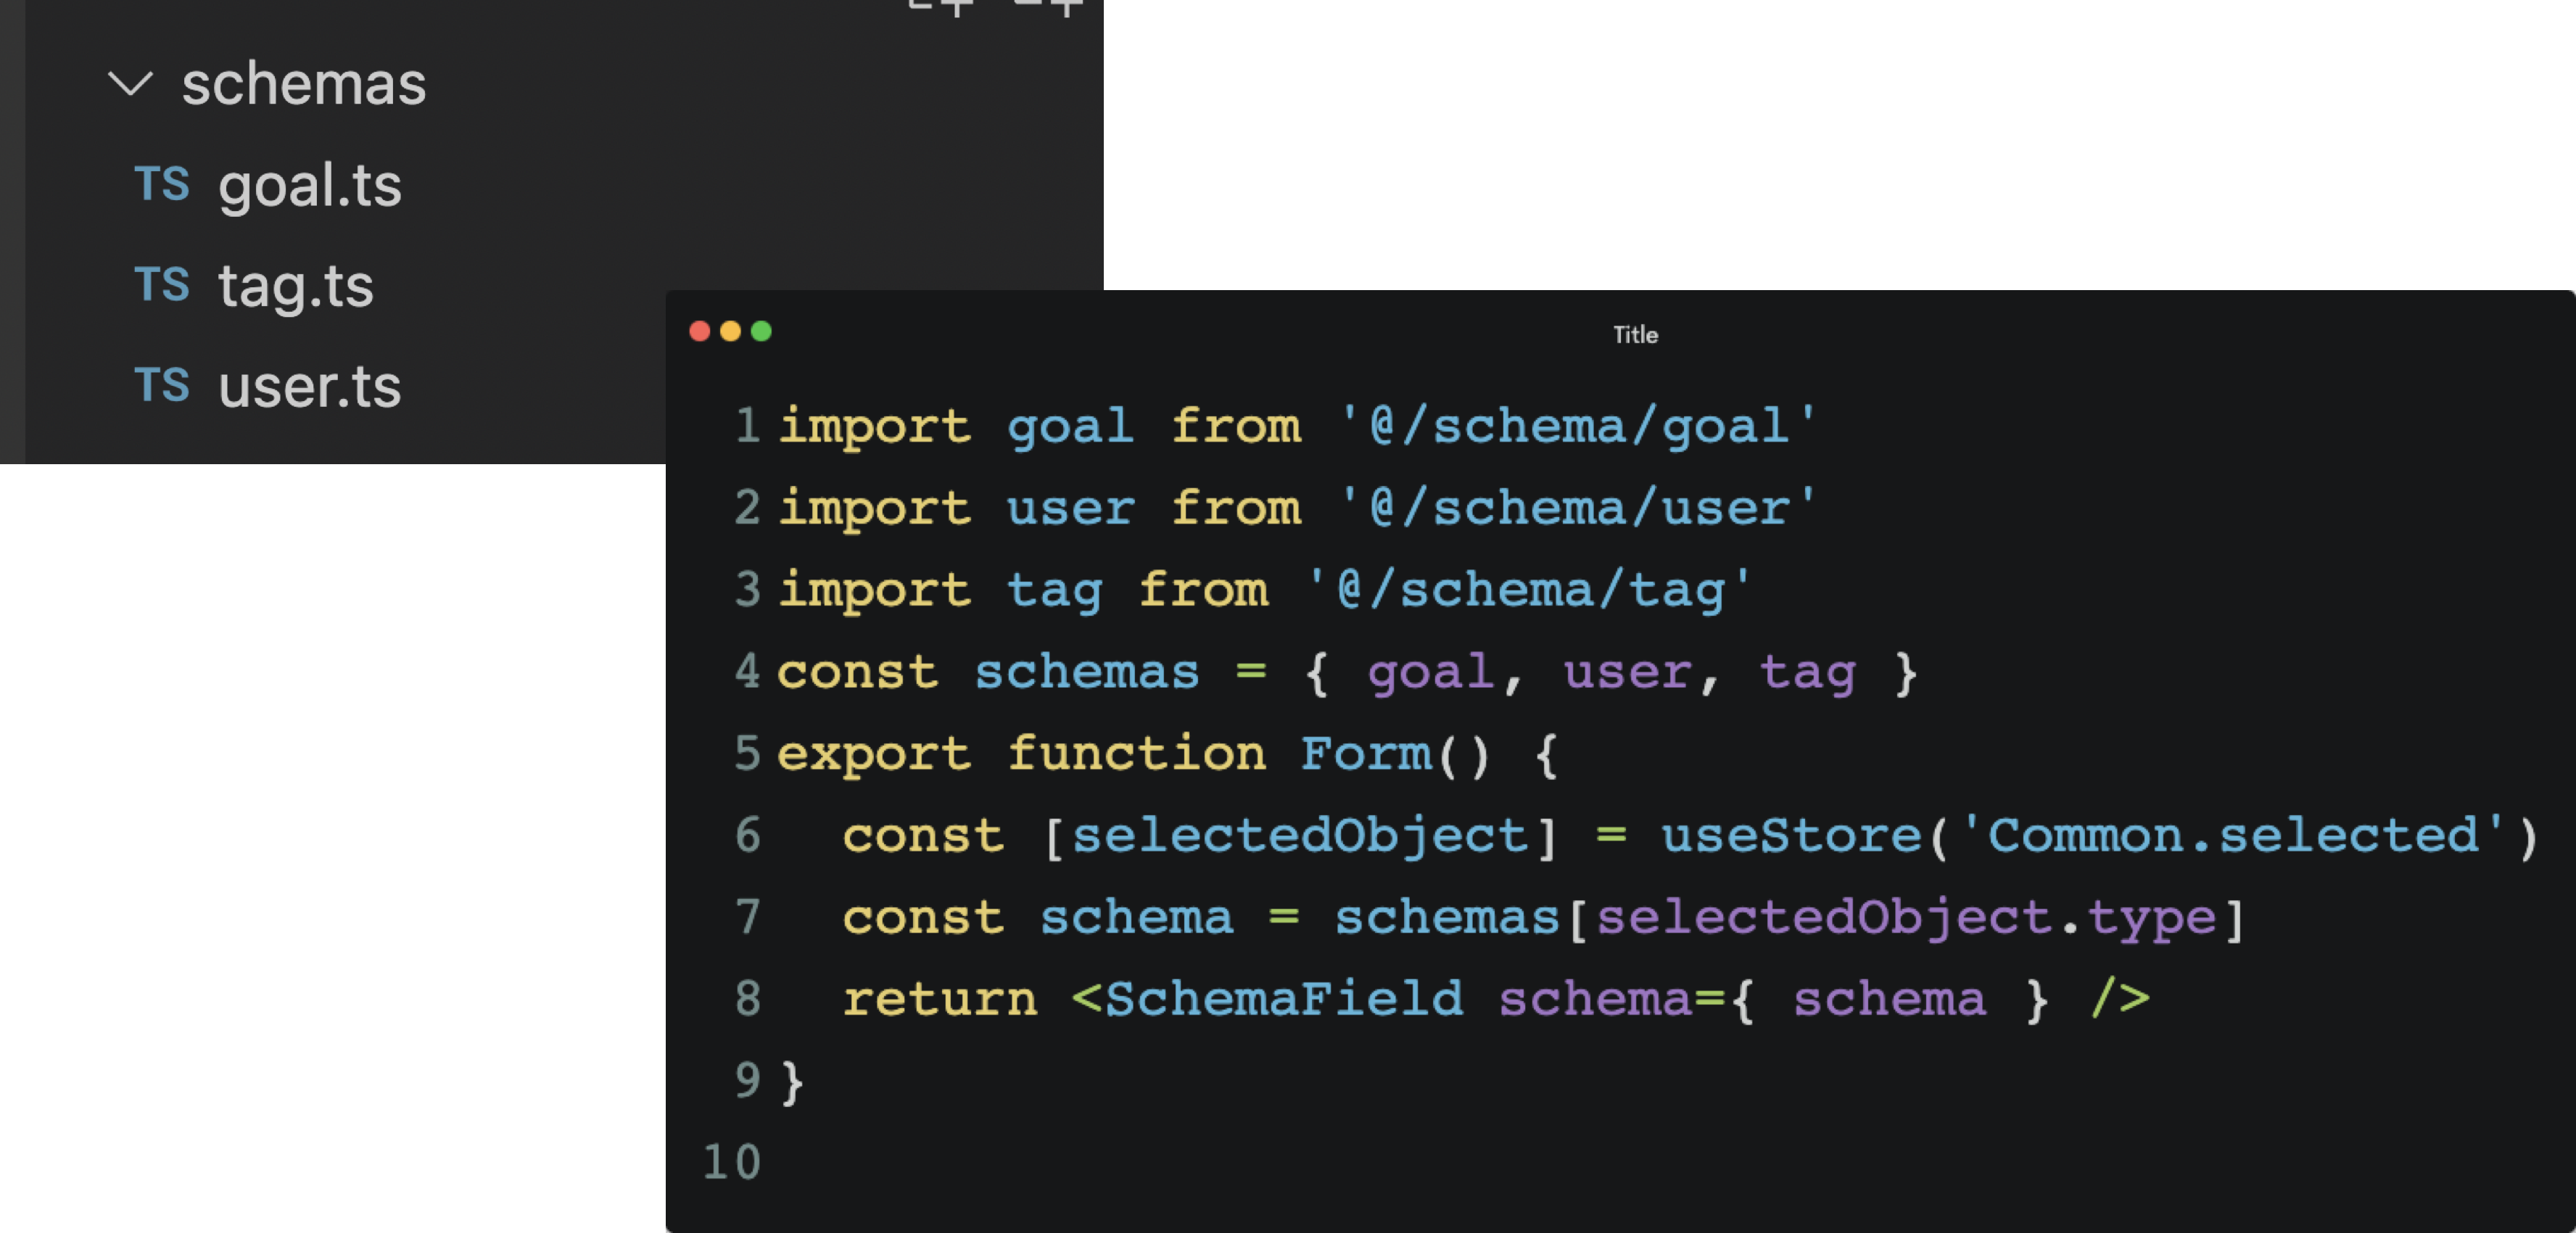 schemas
TS goal.ts
TS tag.ts
TS user.ts
Title
1 import goal from '@/schema/goal'
2 import user from '@/schema/user'
3 import tag from '@/schema/tag'
4 const schemas = { goal, user, tag }
5 export function Form() {
6   const [selectedObject] = useStore('Common.selected')
7   const schema = schemas[selectedObject.type]
8   return <SchemaField schema={ schema } />
9 }
10